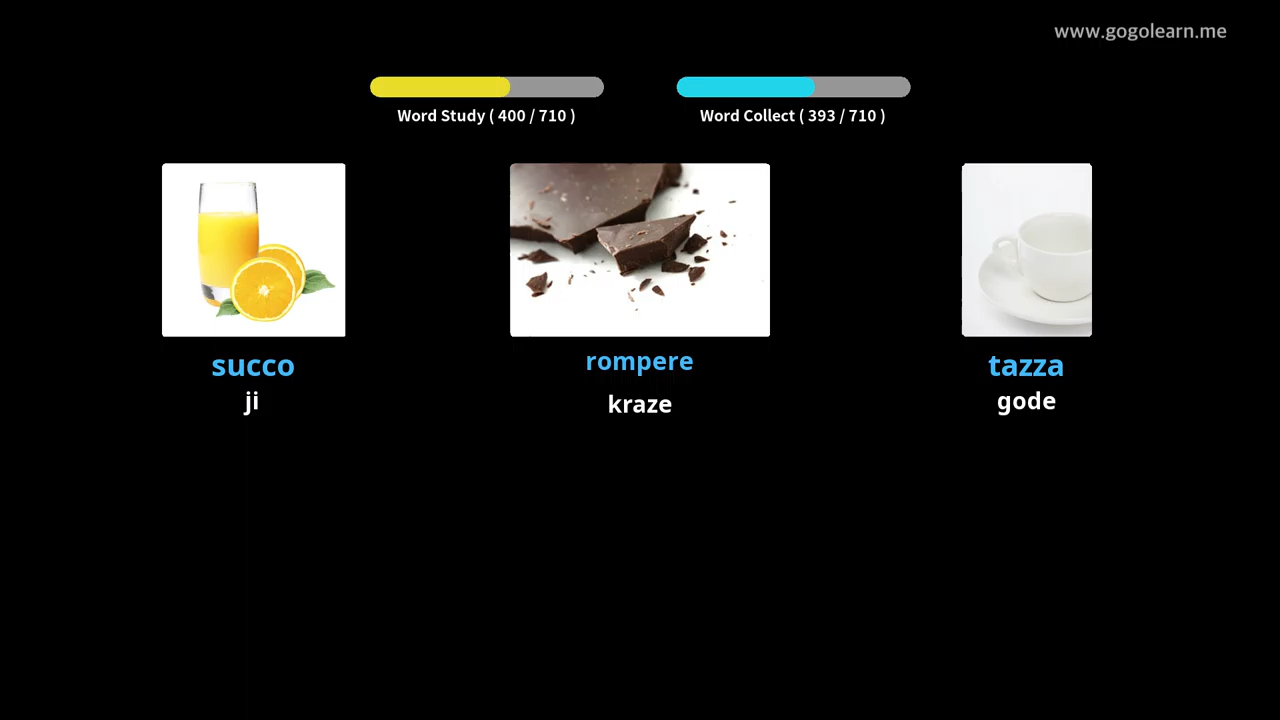 www.gogolearn.me
Word Study ( 400 / 710 )
Word Collect ( 393 / 710 )
succo
ji
rompere
kraze
tazza
gode